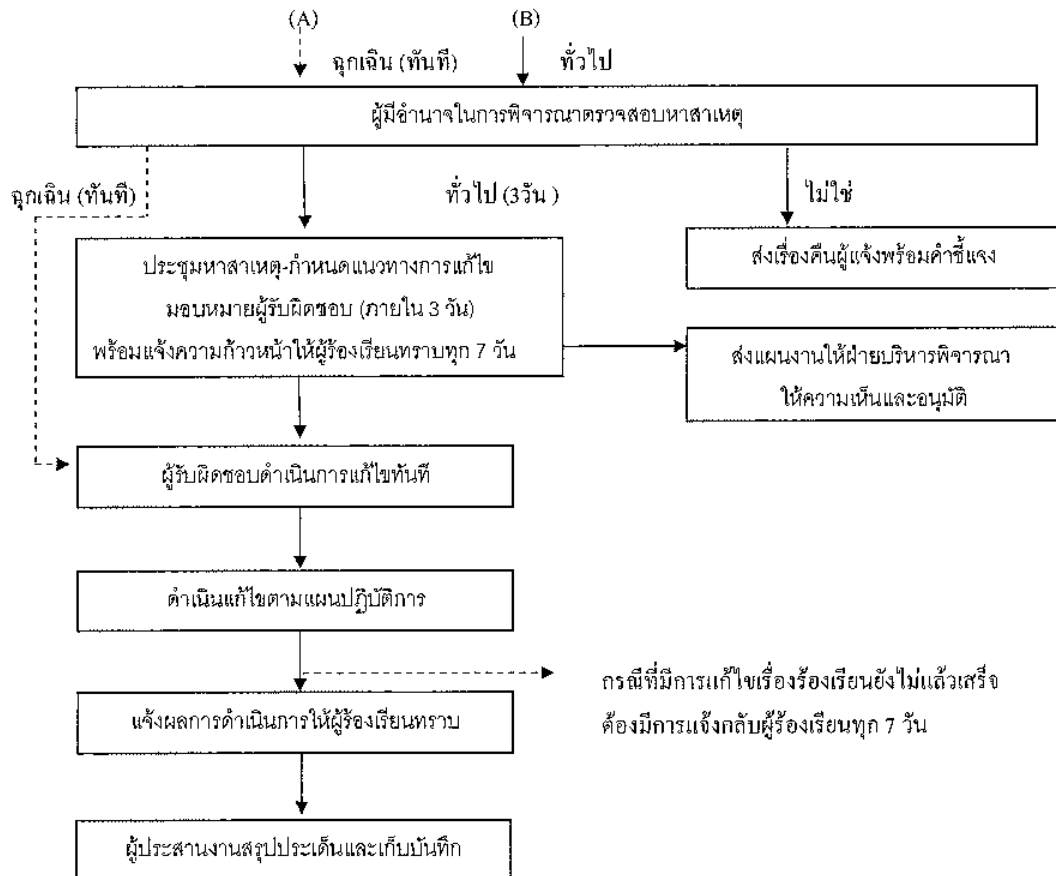 (A) (B)
ฉุกเฉิน (ทันที) ทั่วไป
ผู้มีอำนาจในการพิจารณาตรวจสอบหาสาเหตุ
ฉุกเฉิน (ทันที) ทั่วไป (3วัน ) ไม่ใช่
ประชุมหาสาเหตุ-กำหนดแนวทางการแก้ไข
มอบหมายผู้รับผิดชอบ (ภายใน 3 วัน)
พร้อมแจ้งความก้าวหน้าให้ผู้ร้องเรียนทราบทุก 7 วัน
ส่งเรื่องคืนผู้แจ้งพร้อมคำชี้แจง
ส่งแผนงานให้ฝ่ายบริหารพิจารณา
ให้ความเห็นและอนุมัติ
ผู้รับผิดชอบดำเนินการแก้ไขทันที
ดำเนินแก้ไขตามแผนปฏิบัติการ
กรณีที่มีการแก้ไขเรื่องร้องเรียนยังไม่แล้วเสร็จ
ต้องมีการแจ้งกลับผู้ร้องเรียนทุก 7 วัน
แจ้งผลการดำเนินการให้ผู้ร้องเรียนทราบ
ผู้ประสานงานสรุปประเด็นและเก็บบันทึก